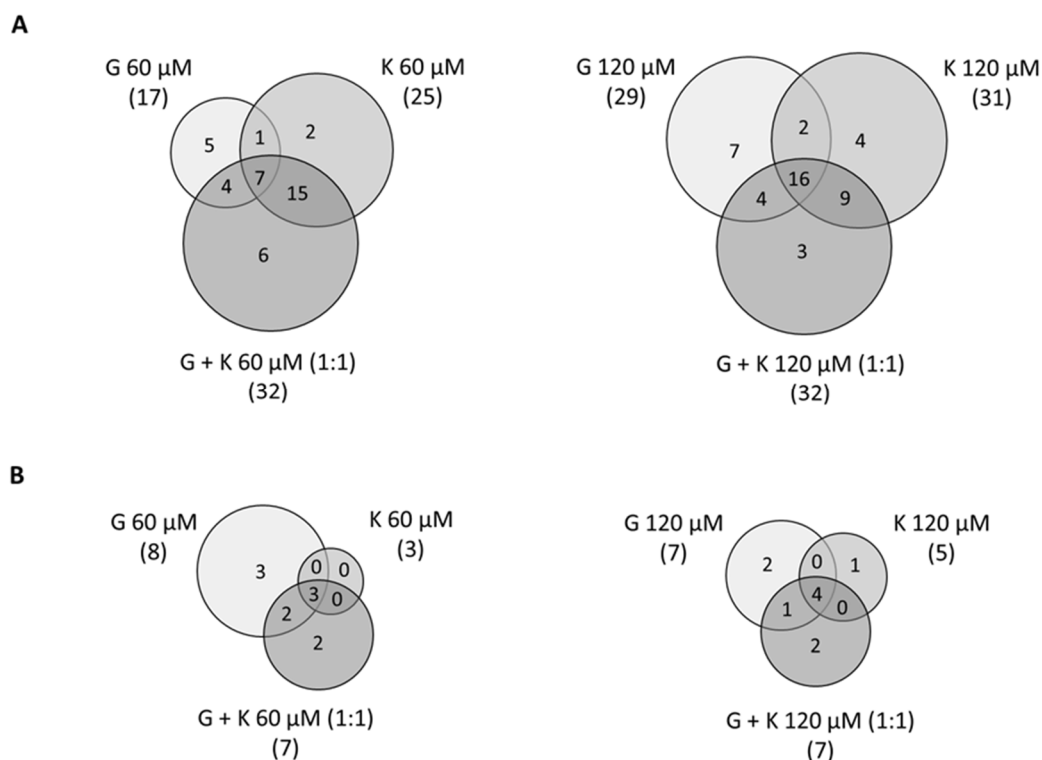 A
G 60 µM
(17)
K 60 µM
(25)
5
1
2
4
7
15
6
G + K 60 µM (1:1)
(32)
G 120 µM
(29)
K 120 µM
(31)
7
2
4
16
4
9
3
G + K 120 µM (1:1)
(32)
B
G 60 µM
(8)
K 60 µM
(3)
3
0
0
3
0
2
2
G + K 60 µM (1:1)
(7)
G 120 µM
(7)
K 120 µM
(5)
2
0
1
4
1
0
2
G + K 120 µM (1:1)
(7)